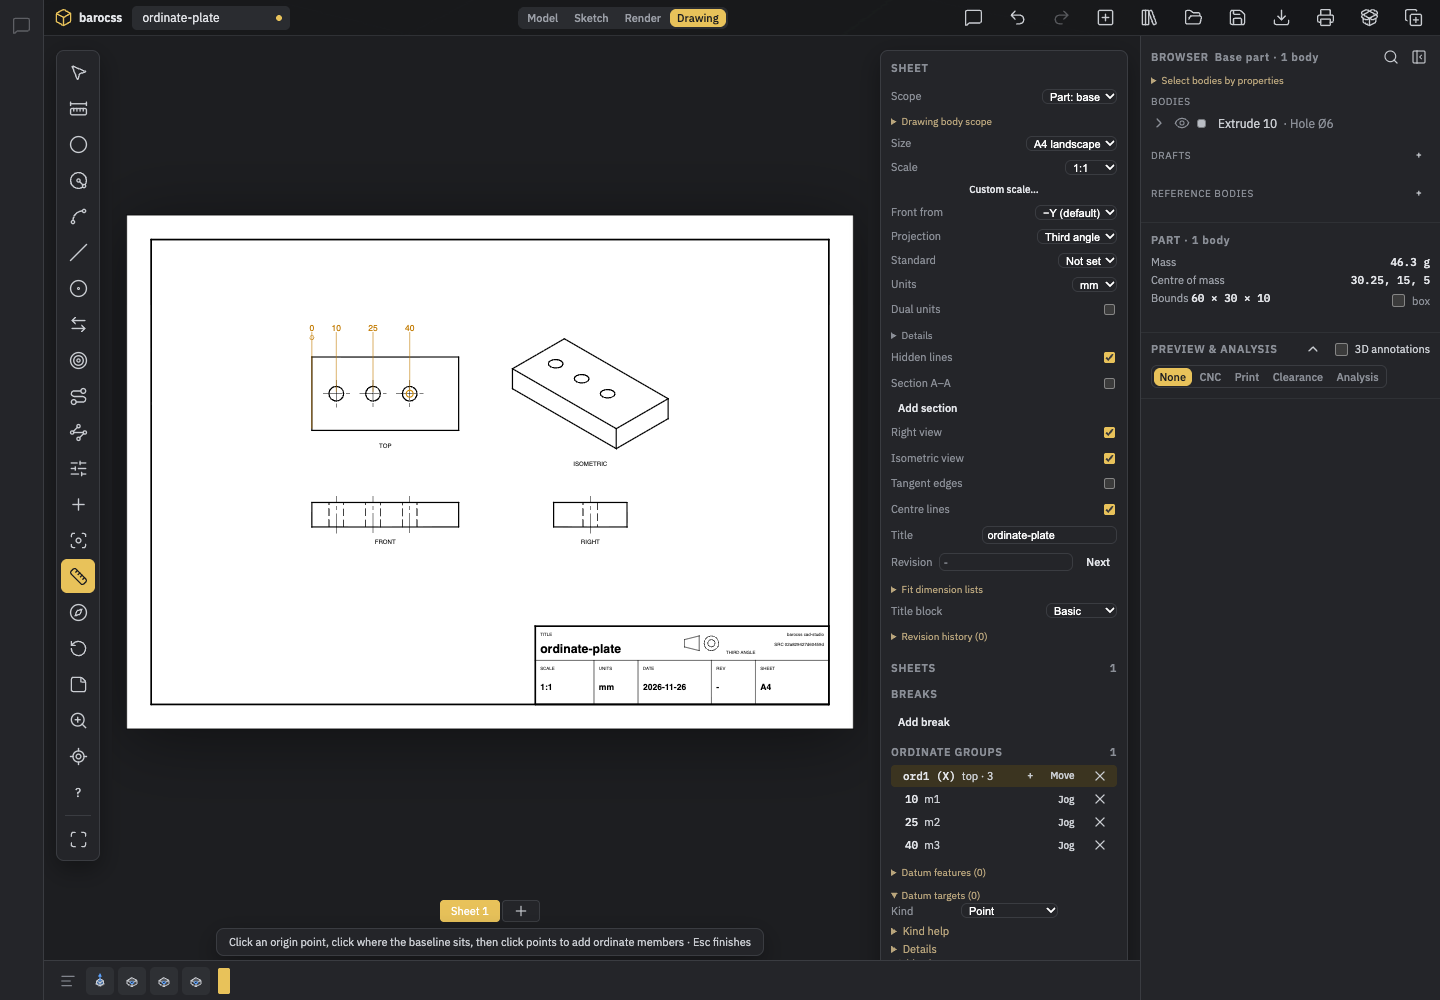 barocss
ordinate-plate
Model Sketch Render Drawing
SHEET
Scope Part: base
Drawing body scope
Size A4 landscape
Scale 1:1
Custom scale...
Front from −Y (default)
Projection Third angle
Standard Not set
Units mm
Dual units
Details
Hidden lines
Section A–A
Add section
Right view
Isometric view
Tangent edges
Centre lines
Title ordinate-plate
Revision - Next
Fit dimension lists
Title block Basic
Revision history (0)
SHEETS 1
BREAKS
Add break
ORDINATE GROUPS 1
ord1 (X) top · 3 + Move
10 m1 Jog
25 m2 Jog
40 m3 Jog
Datum features (0)
Datum targets (0)
Kind Point
Kind help
Details
BROWSER Base part · 1 body
Select bodies by properties
BODIES
Extrude 10 · Hole Ø6
DRAFTS +
REFERENCE BODIES +
PART · 1 body
Mass 46.3 g
Centre of mass 30.25, 15, 5
Bounds 60 × 30 × 10 box
PREVIEW & ANALYSIS 3D annotations
None CNC Print Clearance Analysis
0 10 25 40
TOP
ISOMETRIC
FRONT
RIGHT
TITLE
ordinate-plate
barocss cad-studio
THIRD ANGLE
SCALE UNITS DATE REV SHEET
1:1 mm 2026-11-26 - A4
?
Sheet 1 +
Click an origin point, click where the baseline sits, then click points to add ordinate members · Esc finishes